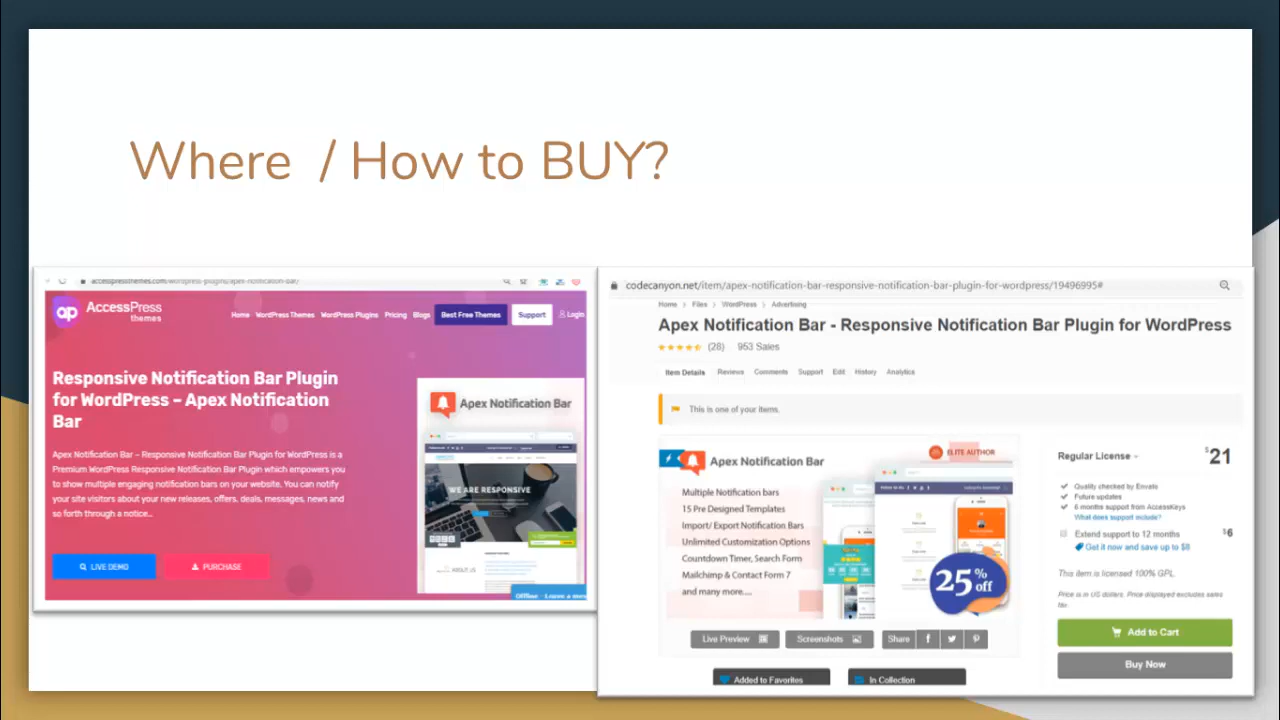 Where / How to BUY?
accesspressthemes.com/wordpress-plugins/apex-notification-bar/
ap AccessPress
themes
Home WordPress Themes WordPress Plugins Pricing Blogs Best Free Themes Support Login
Responsive Notification Bar Plugin
for WordPress – Apex Notification
Bar
Apex Notification Bar – Responsive Notification Bar Plugin for WordPress is a
Premium WordPress Responsive Notification Bar Plugin which empowers you
to show multiple engaging notification bars on your website. You can notify
your site visitors about your new releases, offers, deals, messages, news and
so forth through a notice...
LIVE DEMO PURCHASE
Apex Notification Bar
WE ARE RESPONSIVE
ABOUT US
Offline - Leave a mes
codecanyon.net/item/apex-notification-bar-responsive-notification-bar-plugin-for-wordpress/19496995#
Home > Files > WordPress > Advertising
Apex Notification Bar - Responsive Notification Bar Plugin for WordPress
(28) 953 Sales
Item Details Reviews Comments Support Edit History Analytics
This is one of your items.
Apex Notification Bar
ELITE AUTHOR
Multiple Notification bars
15 Pre Designed Templates
Import/ Export Notification Bars
Unlimited Customization Options
Countdown Timer, Search Form
Mailchimp & Contact Form 7
and many more....
25% off
Live Preview Screenshots Share
Added to Favorites In Collection
Regular License $21
Quality checked by Envato
Future updates
6 months support from AccessKeys
What does support include?
Extend support to 12 months $6
Get it now and save up to $8
This item is licensed 100% GPL.
Price is in US dollars. Price displayed excludes sales
tax.
Add to Cart
Buy Now